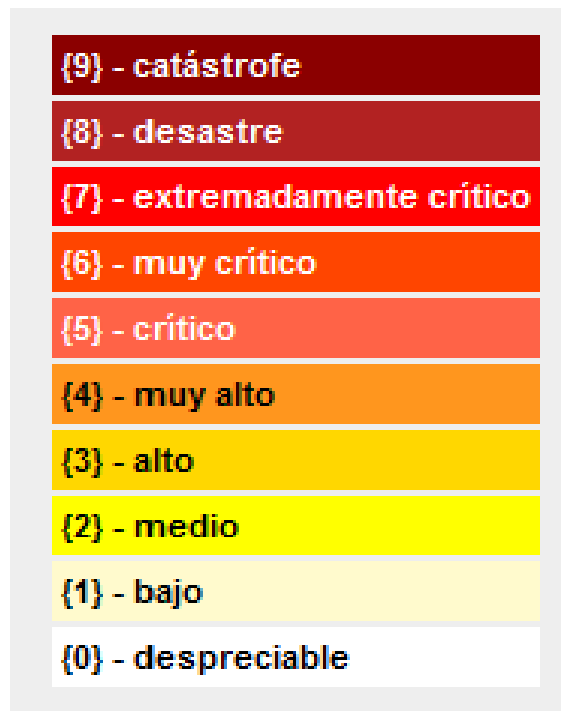 {9} - catástrofe
{8} - desastre
{7} - extremadamente crítico
{6} - muy crítico
{5} - crítico
{4} - muy alto
{3} - alto
{2} - medio
{1} - bajo
{0} - despreciable